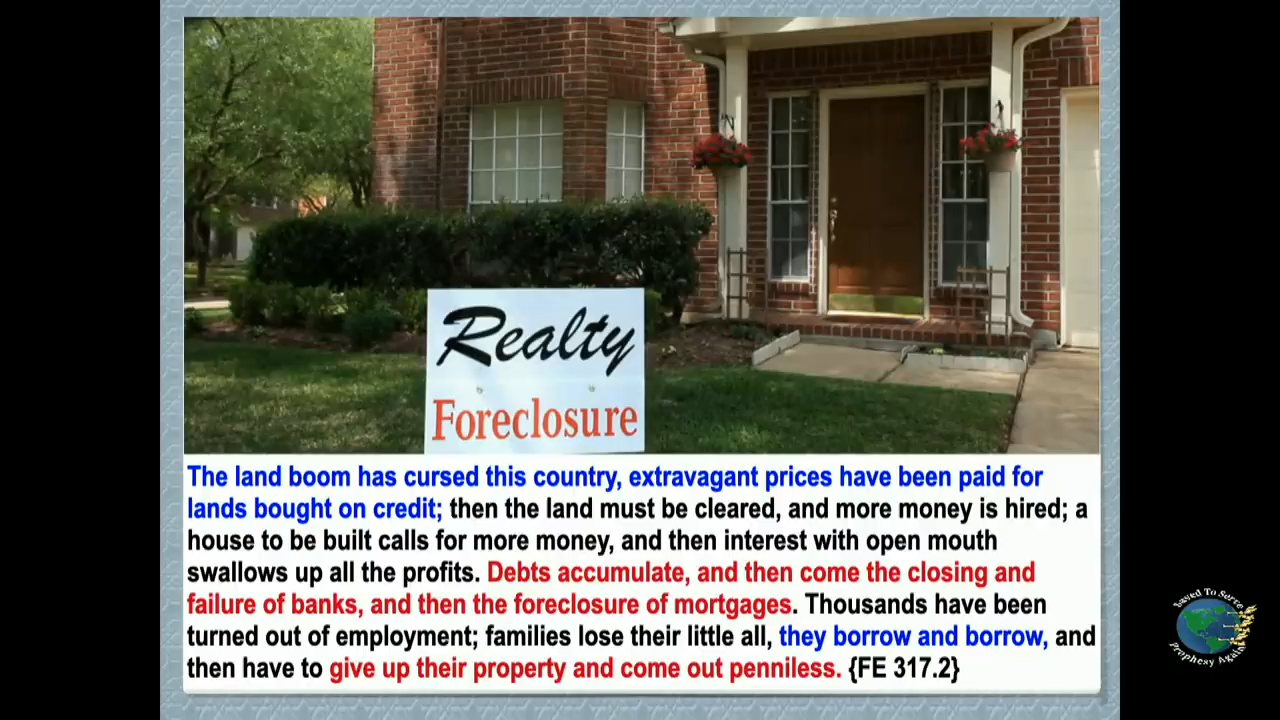 Realty
Foreclosure
The land boom has cursed this country, extravagant prices have been paid for
lands bought on credit; then the land must be cleared, and more money is hired; a
house to be built calls for more money, and then interest with open mouth
swallows up all the profits. Debts accumulate, and then come the closing and
failure of banks, and then the foreclosure of mortgages. Thousands have been
turned out of employment; families lose their little all, they borrow and borrow, and
then have to give up their property and come out penniless. {FE 317.2}
To Serve
Prophesy Again